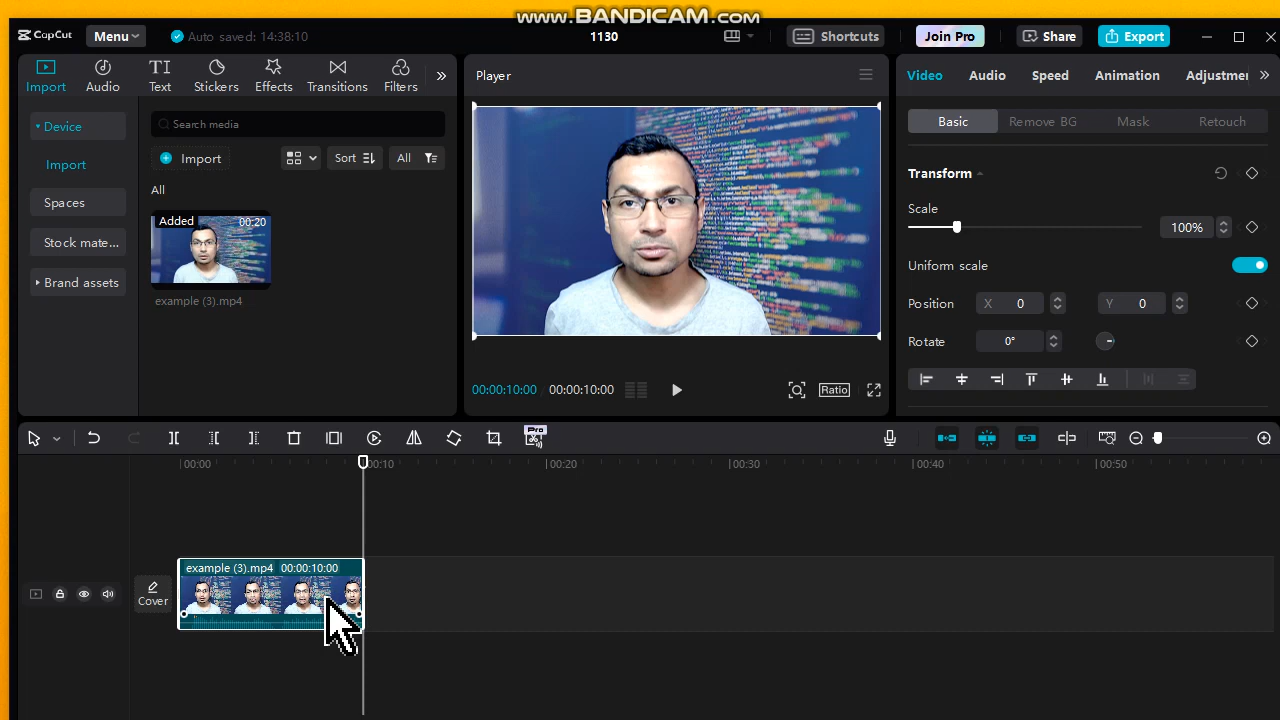 www.BANDICAM.com
CapCut
Menu
Auto saved: 14:38:10
1130
Shortcuts
Join Pro
Share
Export
Import
Audio
Text
Stickers
Effects
Transitions
Filters
Device
Import
Spaces
Stock mate...
Brand assets
Search media
Import
Sort
All
All
Added
00:20
example (3).mp4
Player
00:00:10:00
00:00:10:00
Ratio
Video
Audio
Speed
Animation
Adjustme
Basic
Remove BG
Mask
Retouch
Transform
Scale
100%
Uniform scale
Position
X 0
Y 0
Rotate
0°
Pro
00:00
00:10
00:20
00:30
00:40
00:50
Cover
example (3).mp4 00:00:10:00